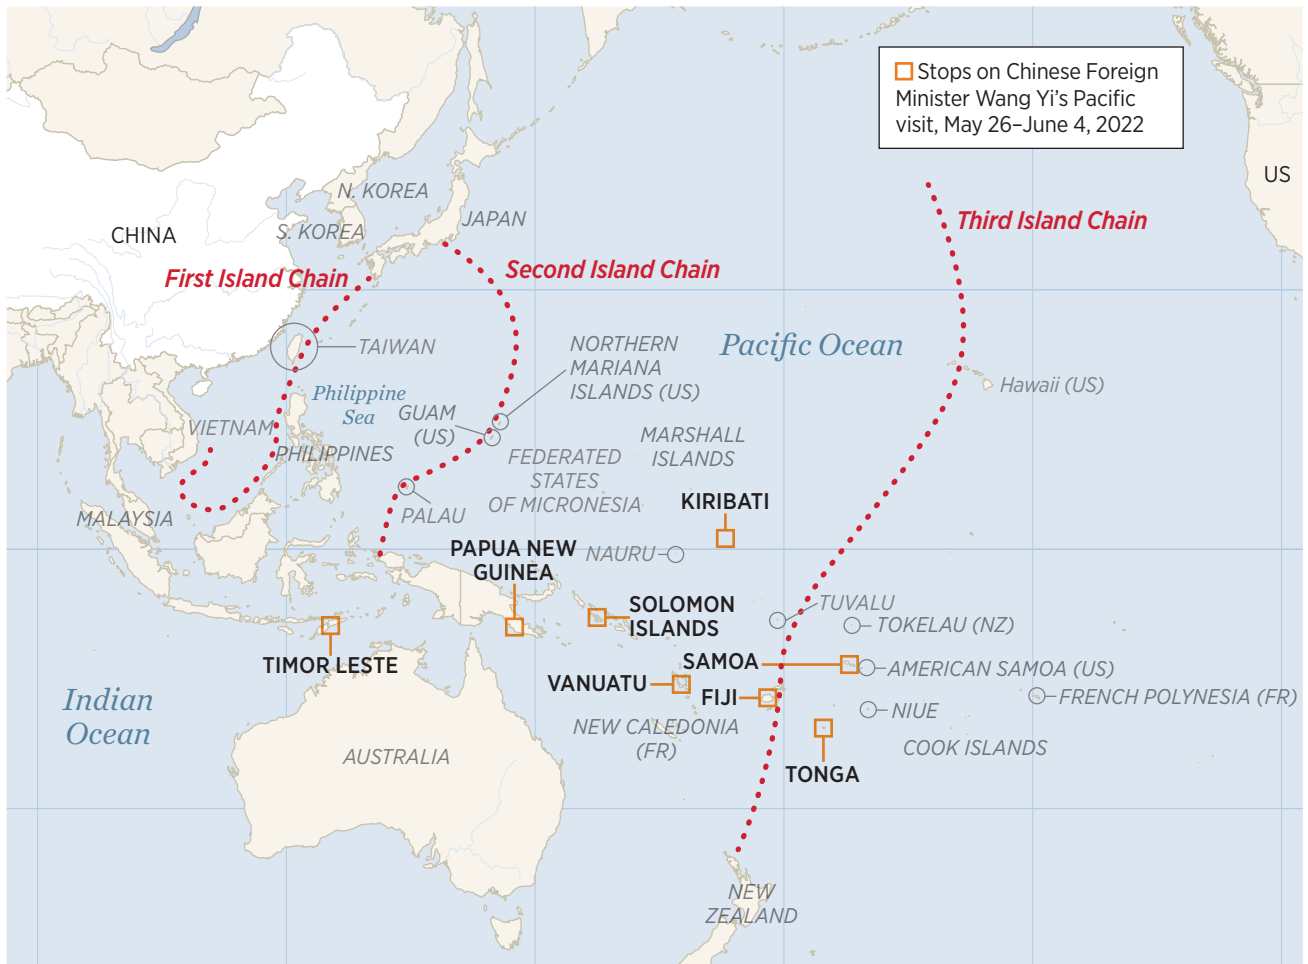 Stops on Chinese Foreign
Minister Wang Yi’s Pacific
visit, May 26–June 4, 2022
US
N. KOREA
JAPAN
S. KOREA
CHINA
Third Island Chain
First Island Chain
Second Island Chain
TAIWAN
NORTHERN
MARIANA
ISLANDS (US)
Pacific Ocean
Hawaii (US)
Philippine
Sea
GUAM
(US)
VIETNAM
PHILIPPINES
MARSHALL
ISLANDS
FEDERATED
STATES
OF MICRONESIA
MALAYSIA
PALAU
KIRIBATI
PAPUA NEW
GUINEA
NAURU
SOLOMON
ISLANDS
TUVALU
TOKELAU (NZ)
TIMOR LESTE
SAMOA
AMERICAN SAMOA (US)
VANUATU
FIJI
FRENCH POLYNESIA (FR)
NIUE
Indian
Ocean
NEW CALEDONIA
(FR)
COOK ISLANDS
AUSTRALIA
TONGA
NEW
ZEALAND